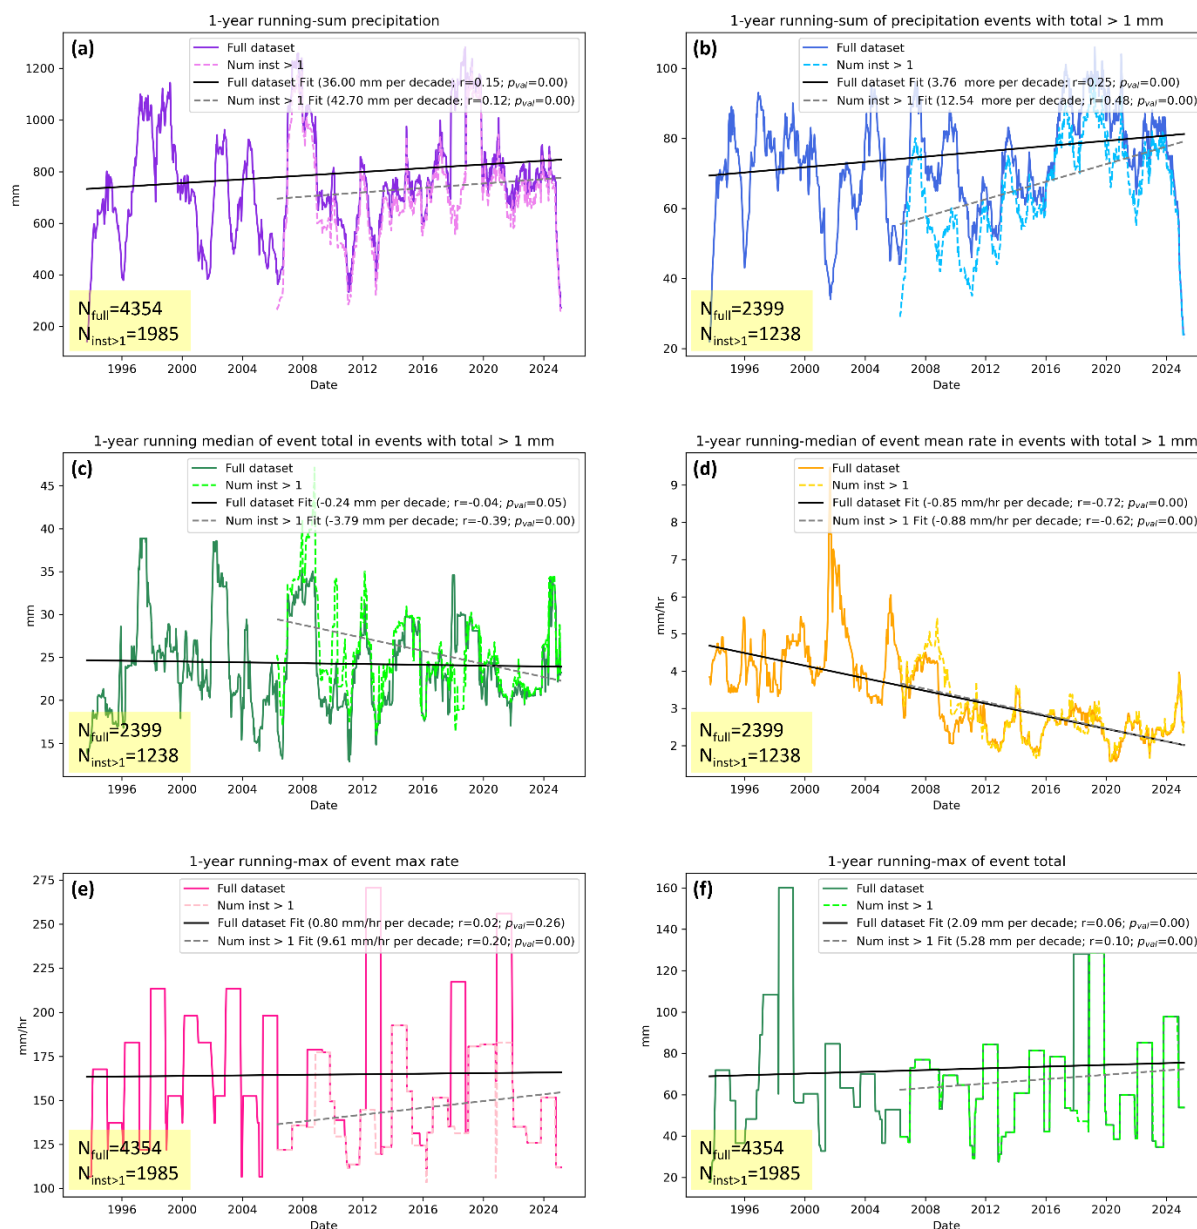 1-year running-sum precipitation
(a)
Full dataset
Num inst > 1
Full dataset Fit (36.00 mm per decade; r=0.15; pval=0.00)
Num inst > 1 Fit (42.70 mm per decade; r=0.12; pval=0.00)
1200
1000
800
600
400
200
mm
Nfull=4354
Ninst>1=1985
1996 2000 2004 2008 2012 2016 2020 2024
Date
1-year running-sum of precipitation events with total > 1 mm
(b)
Full dataset
Num inst > 1
Full dataset Fit (3.76 more per decade; r=0.25; pval=0.00)
Num inst > 1 Fit (12.54 more per decade; r=0.48; pval=0.00)
100
80
60
40
20
mm
Nfull=2399
Ninst>1=1238
1996 2000 2004 2008 2012 2016 2020 2024
Date
1-year running median of event total in events with total > 1 mm
(c)
Full dataset
Num inst > 1
Full dataset Fit (-0.24 mm per decade; r=-0.04; pval=0.05)
Num inst > 1 Fit (-3.79 mm per decade; r=-0.39; pval=0.00)
45
40
35
30
25
20
15
mm
Nfull=2399
Ninst>1=1238
1996 2000 2004 2008 2012 2016 2020 2024
Date
1-year running-median of event mean rate in events with total > 1 mm
(d)
Full dataset
Num inst > 1
Full dataset Fit (-0.85 mm/hr per decade; r=-0.72; pval=0.00)
Num inst > 1 Fit (-0.88 mm/hr per decade; r=-0.62; pval=0.00)
9
8
7
6
5
4
3
2
mm/hr
Nfull=2399
Ninst>1=1238
1996 2000 2004 2008 2012 2016 2020 2024
Date
1-year running-max of event max rate
(e)
Full dataset
Num inst > 1
Full dataset Fit (0.80 mm/hr per decade; r=0.02; pval=0.26)
Num inst > 1 Fit (9.61 mm/hr per decade; r=0.20; pval=0.00)
275
250
225
200
175
150
125
100
mm/hr
Nfull=4354
Ninst>1=1985
1996 2000 2004 2008 2012 2016 2020 2024
Date
1-year running-max of event total
(f)
Full dataset
Num inst > 1
Full dataset Fit (2.09 mm per decade; r=0.06; pval=0.00)
Num inst > 1 Fit (5.28 mm per decade; r=0.10; pval=0.00)
160
140
120
100
80
60
40
20
mm
Nfull=4354
Ninst>1=1985
1996 2000 2004 2008 2012 2016 2020 2024
Date